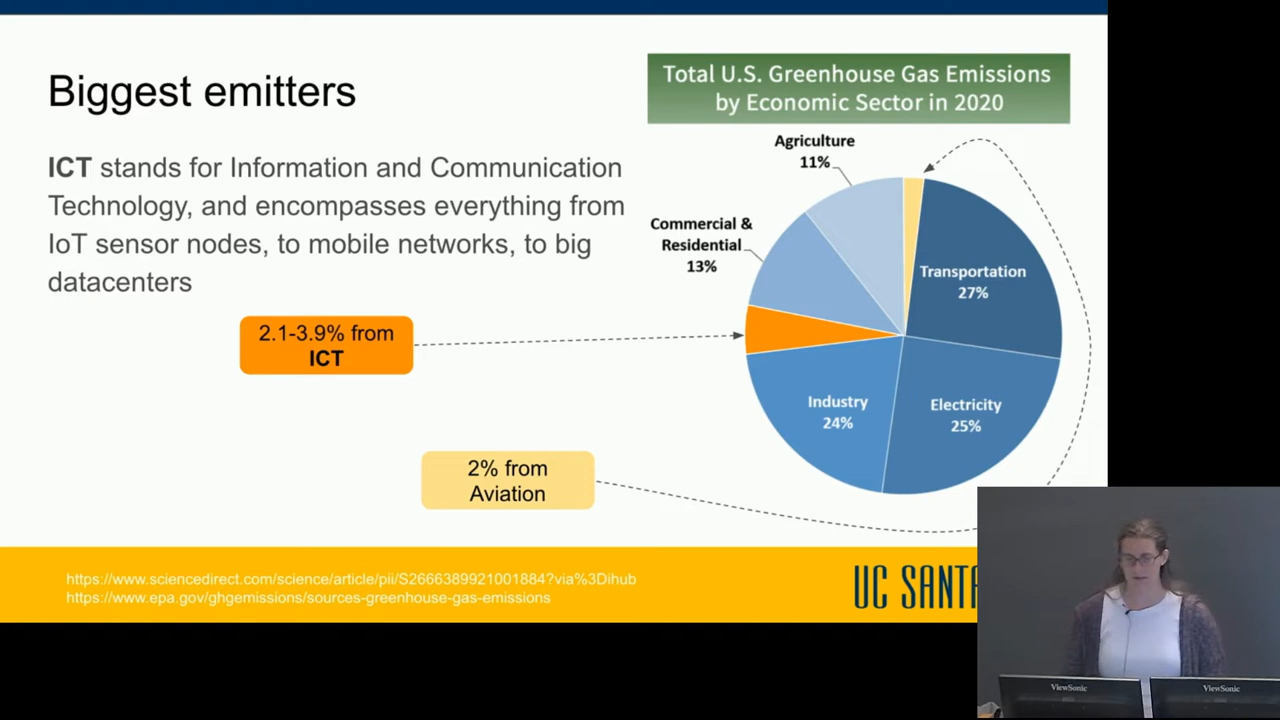 Biggest emitters
ICT stands for Information and Communication
Technology, and encompasses everything from
IoT sensor nodes, to mobile networks, to big
datacenters
2.1-3.9% from
ICT
2% from
Aviation
Total U.S. Greenhouse Gas Emissions
by Economic Sector in 2020
Agriculture
11%
Commercial &
Residential
13%
Transportation
27%
Industry
24%
Electricity
25%
https://www.sciencedirect.com/science/article/pii/S2666389921001884?via%3Dihub
https://www.epa.gov/ghgemissions/sources-greenhouse-gas-emissions
UC SANTA
ViewSonic
ViewSonic